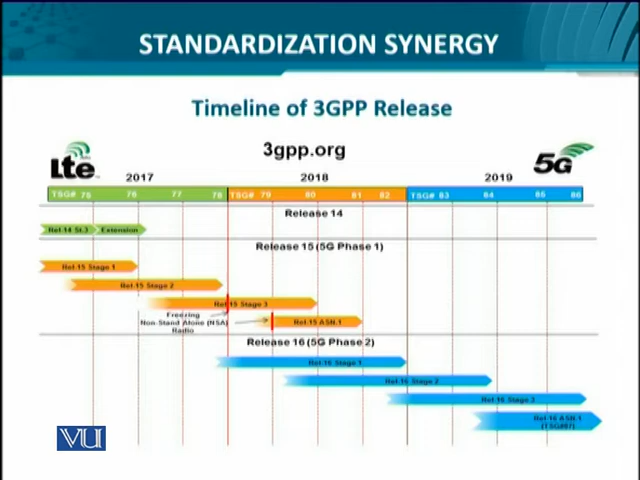 STANDARDIZATION SYNERGY
Timeline of 3GPP Release
3gpp.org
LTE
5G
2017 2018 2019
TSG# 75 76 77 78 TSG# 79 80 81 82 TSG# 83 84 85 86
Release 14
Rel.14 St.3 Extension
Release 15 (5G Phase 1)
Rel.15 Stage 1
Rel.15 Stage 2
Rel.15 Stage 3
Freezing
Non-Stand Alone (NSA)
Radio
Rel.15 ASN.1
Release 16 (5G Phase 2)
Rel.16 Stage 1
Rel.16 Stage 2
Rel.16 Stage 3
Rel.16 ASN.1
(TSG#87)
VU